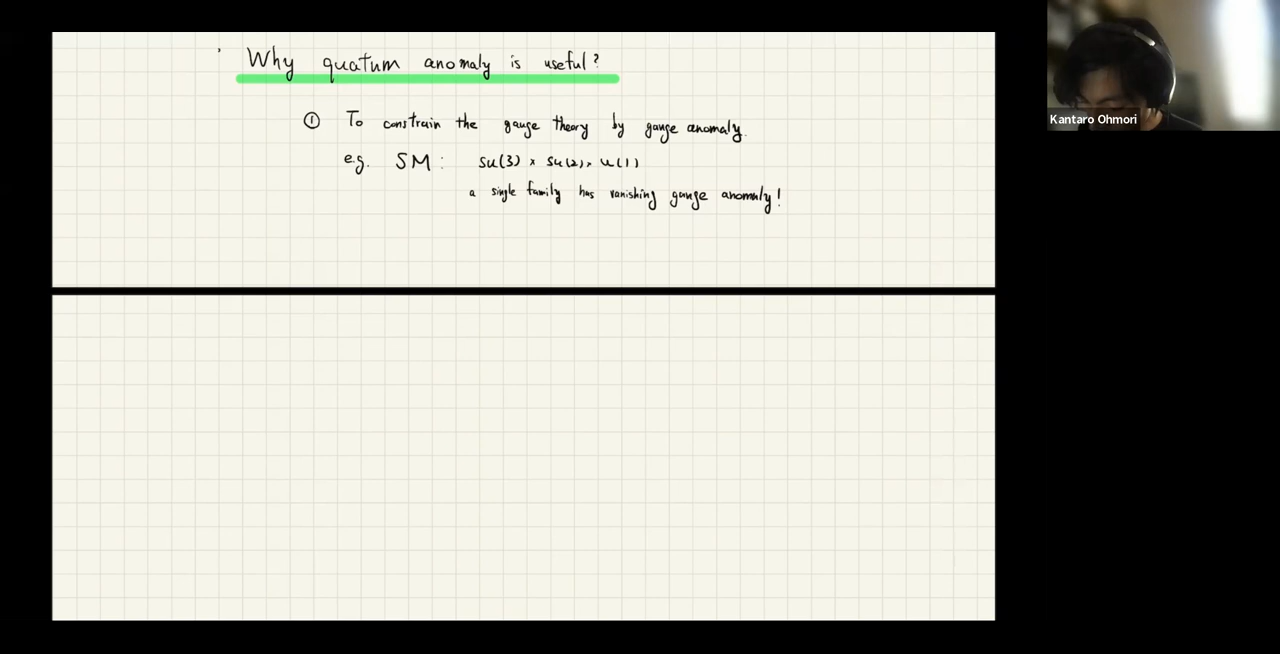 Why quatum anomaly is useful?
① To constrain the gauge theory by gauge anomaly.
e.g. SM: su(3) × su(2) × u(1)
a single family has vanishing gauge anomaly!
Kantaro Ohmori